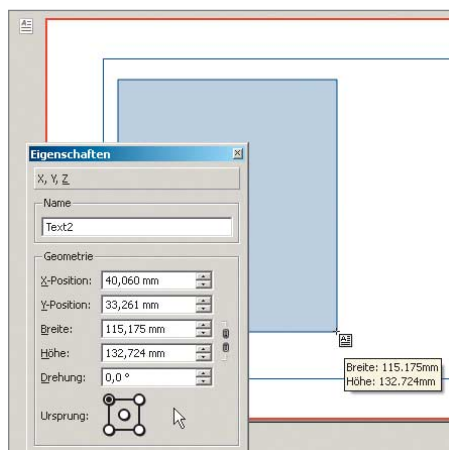 Eigenschaften
X, Y, Z
Name
Text2
Geometrie
X-Position: 40,060 mm
Y-Position: 33,261 mm
Breite: 115,175 mm
Höhe: 132,724 mm
Drehung: 0,0 °
Ursprung:
Breite: 115.175mm
Höhe: 132.724mm